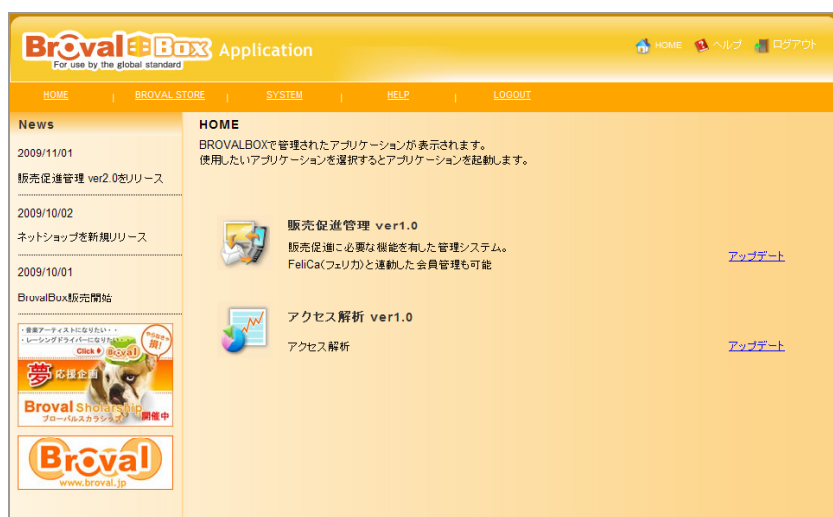 Broval BOX Application
For use by the global standard
HOME ヘルプ ログアウト
HOME | BROVAL STORE | SYSTEM | HELP | LOGOUT
News
2009/11/01
販売促進管理 ver2.0をリリース
2009/10/02
ネットショップを新規リリース
2009/10/01
BrovalBox販売開始
・音楽アーティストになりたい・・
・レーシングドライバーになりたい
Click
Broval
損!
夢 応援企画
Broval Sholarship
ブローバルスカラシップ 開催中
Broval
www.broval.jp
HOME
BROVALBOXで管理されたアプリケーションが表示されます。
使用したいアプリケーションを選択するとアプリケーションを起動します。
販売促進管理 ver1.0
販売促進に必要な機能を有した管理システム。
FeliCa(フェリカ)と連動した会員管理も可能
アップデート
アクセス解析 ver1.0
アクセス解析
アップデート